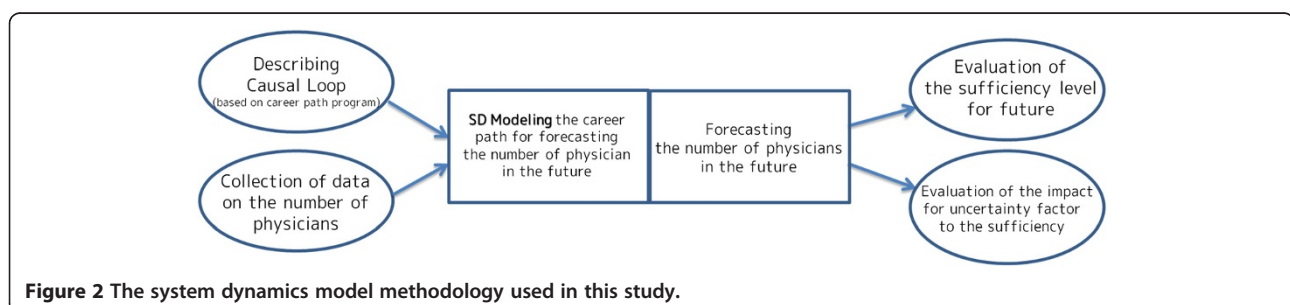 Describing
Causal Loop
(based on career path program)
Collection of data
on the number of
physicians
SD Modeling the career
path for forecasting
the number of physician
in the future
Forecasting
the number of physicians
in the future
Evaluation of
the sufficiency level
for future
Evaluation of the impact
for uncertainty factor
to the sufficiency
Figure 2 The system dynamics model methodology used in this study.